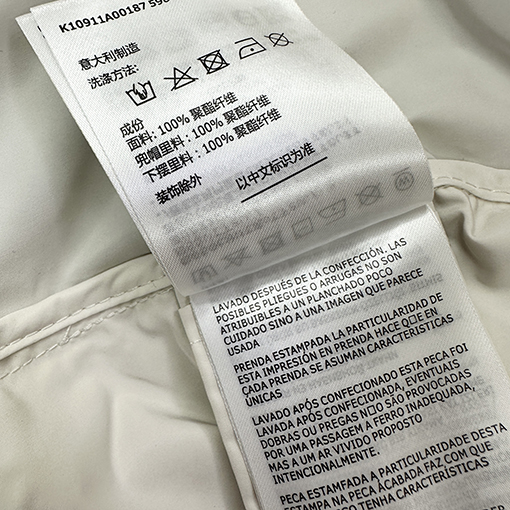 K10911A00187
意大利制造
洗涤方法:
成份
面料: 100% 聚酯纤维
兜帽里料: 100% 聚酯纤维
下摆里料: 100% 聚酯纤维
装饰除外
以中文标识为准
LAVADO DESPUÉS DE LA CONFECCIÓN. LAS
POSIBLES PLIEGUES O ARRUGAS NO SON
ATRIBUIBLES A UN PLANCHADO POCO
CUIDADO SINO A UNA IMAGEN QUE PARECE
USADA
PRENDA ESTAMPADA LA PARTICULARIDAD DE
ESTA IMPRESIÓN EN PRENDA HACE Q□E EN
CADA PRENDA SE ASUMAN CARACTERÍSTICAS
ÚNICAS
LAVADO APÓS CONFECIONADO ESTA PECA FOI
LAVADA APÓS CONFECIONADA, EVENTUAIS
DOBRAS OU PREGAS N□O SÃO PROVOCADAS
POR UMA PASSAGEM A FERRO INADEQUADA,
MAS A UM AR VIVIDO PROPOSTO
INTENCIONALMENTE.
PECA ESTAMFADA A PARTICULARIDADE DESTA
ESTAMPA NA PECA ACABADA FAZ COM QUE